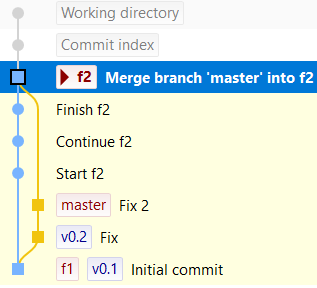 Working directory
Commit index
f2 Merge branch 'master' into f2
Finish f2
Continue f2
Start f2
master Fix 2
v0.2 Fix
f1 v0.1 Initial commit